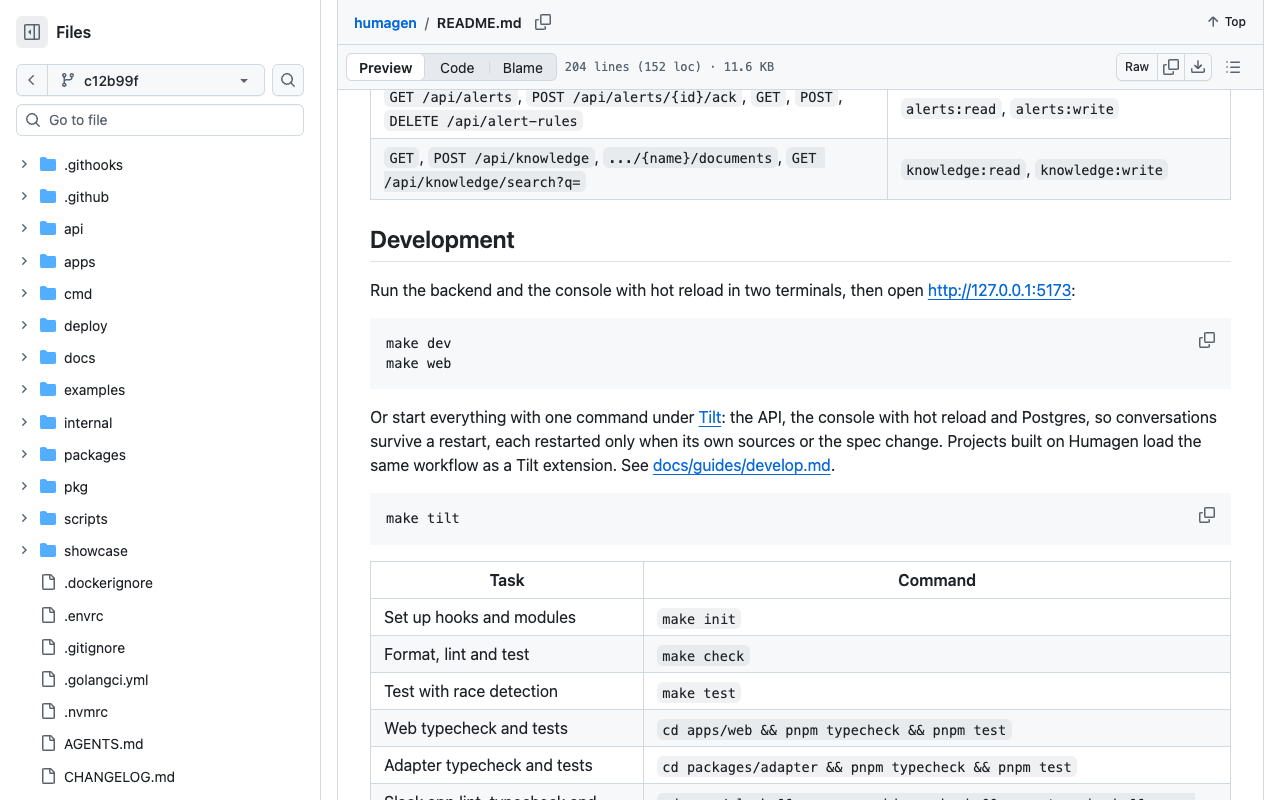 Files
c12b99f
Go to file
.githooks
.github
api
apps
cmd
deploy
docs
examples
internal
packages
pkg
scripts
showcase
.dockerignore
.envrc
.gitignore
.golangci.yml
.nvmrc
AGENTS.md
CHANGELOG.md
humagen / README.md
Top
Preview Code Blame 204 lines (152 loc) · 11.6 KB
Raw
GET /api/alerts, POST /api/alerts/{id}/ack, GET, POST,
DELETE /api/alert-rules
alerts:read, alerts:write
GET, POST /api/knowledge, .../{name}/documents, GET
/api/knowledge/search?q=
knowledge:read, knowledge:write
Development
Run the backend and the console with hot reload in two terminals, then open http://127.0.0.1:5173:
make dev
make web
Or start everything with one command under Tilt: the API, the console with hot reload and Postgres, so conversations
survive a restart, each restarted only when its own sources or the spec change. Projects built on Humagen load the
same workflow as a Tilt extension. See docs/guides/develop.md.
make tilt
Task Command
Set up hooks and modules make init
Format, lint and test make check
Test with race detection make test
Web typecheck and tests cd apps/web && pnpm typecheck && pnpm test
Adapter typecheck and tests cd packages/adapter && pnpm typecheck && pnpm test